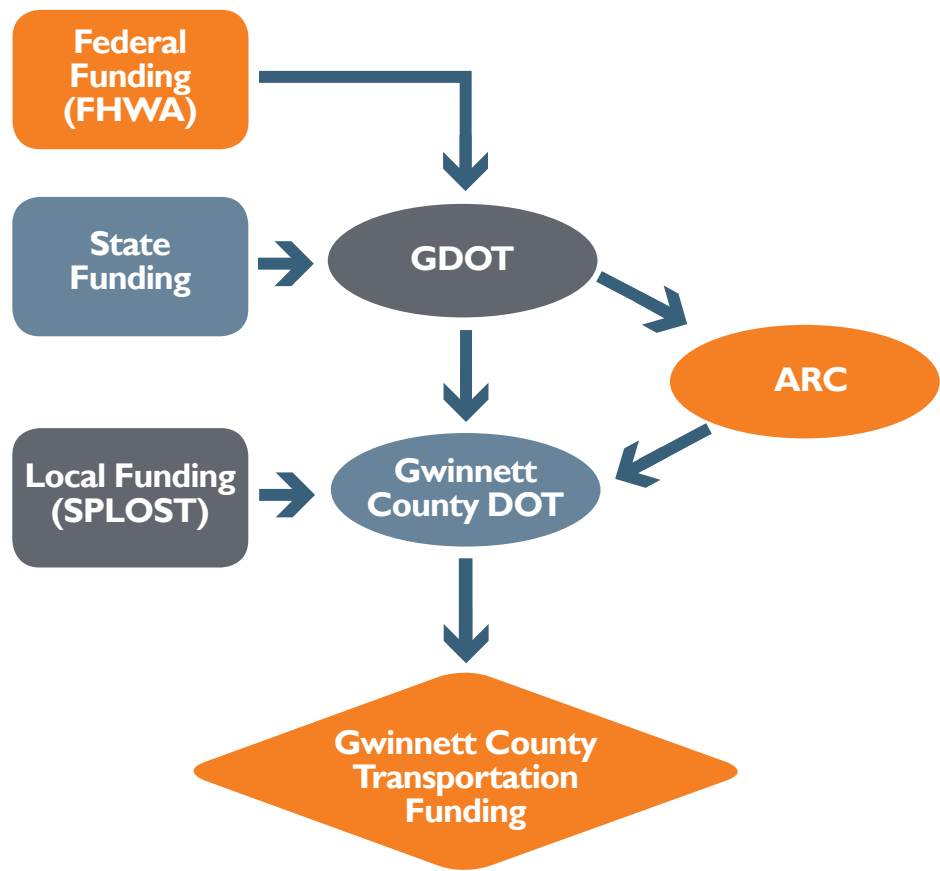 Federal
Funding
(FHWA)
State
Funding
GDOT
ARC
Local Funding
(SPLOST)
Gwinnett
County DOT
Gwinnett County
Transportation
Funding